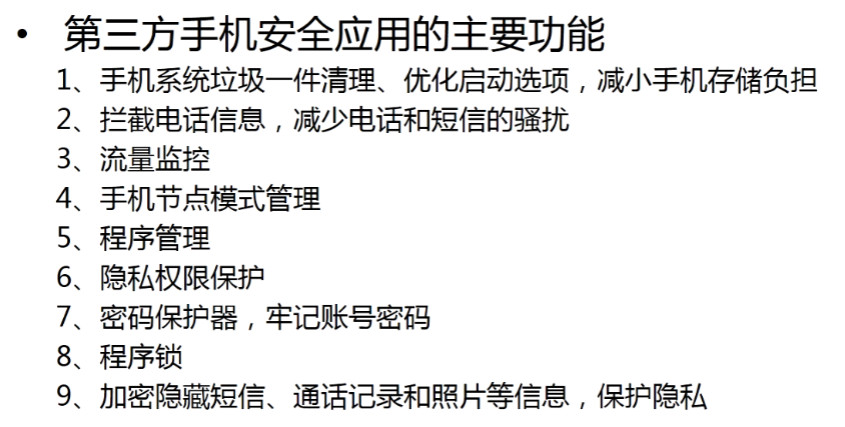 • 第三方手机安全应用的主要功能
1、手机系统垃圾一件清理、优化启动选项，减小手机存储负担
2、拦截电话信息，减少电话和短信的骚扰
3、流量监控
4、手机节点模式管理
5、程序管理
6、隐私权限保护
7、密码保护器，牢记账号密码
8、程序锁
9、加密隐藏短信、通话记录和照片等信息，保护隐私